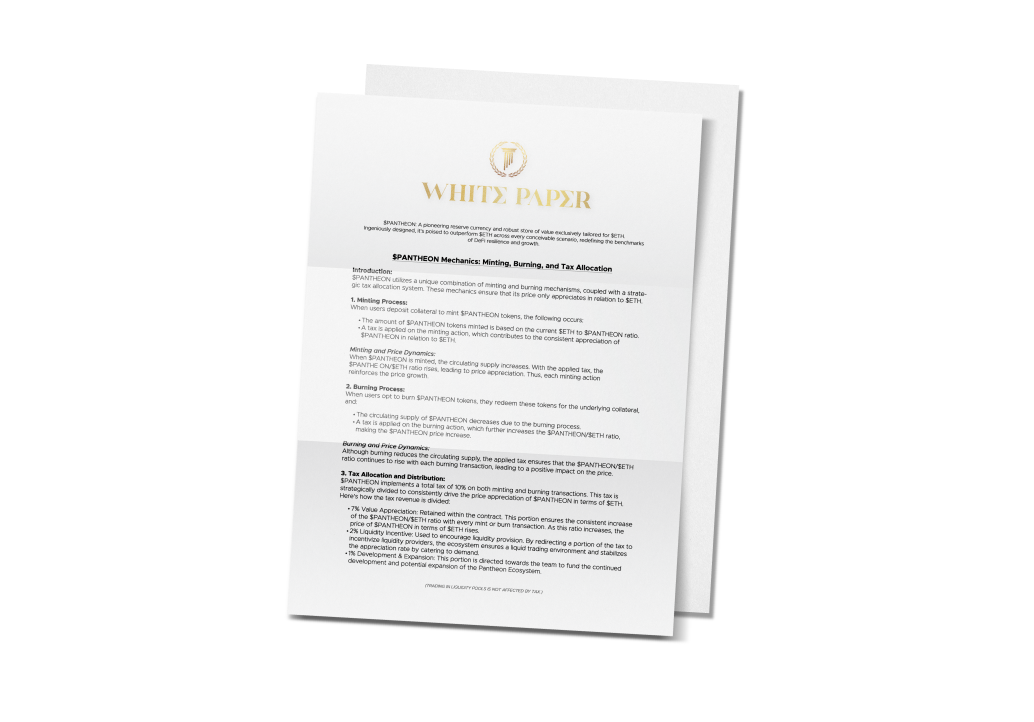 WHITE PAPER
$PANTHEON: A pioneering reserve currency and robust store of value exclusively tailored for $ETH.
Ingeniously designed, it's poised to outperform $ETH across every conceivable scenario, redefining the benchmarks
of DeFi resilience and growth.
$PANTHEON Mechanics: Minting, Burning, and Tax Allocation
Introduction:
$PANTHEON utilizes a unique combination of minting and burning mechanisms, coupled with a strate-
gic tax allocation system. These mechanics ensure that its price only appreciates in relation to $ETH.
1. Minting Process:
When users deposit collateral to mint $PANTHEON tokens, the following occurs:
• The amount of $PANTHEON tokens minted is based on the current $ETH to $PANTHEON ratio.
• A tax is applied on the minting action, which contributes to the consistent appreciation of
$PANTHEON in relation to $ETH.
Minting and Price Dynamics:
When $PANTHEON is minted, the circulating supply increases. With the applied tax, the
$PANTHE ON/$ETH ratio rises, leading to price appreciation. Thus, each minting action
reinforces the price growth.
2. Burning Process:
When users opt to burn $PANTHEON tokens, they redeem these tokens for the underlying collateral,
and:
• The circulating supply of $PANTHEON decreases due to the burning process.
• A tax is applied on the burning action, which further increases the $PANTHEON/$ETH ratio,
making the $PANTHEON price increase.
Burning and Price Dynamics:
Although burning reduces the circulating supply, the applied tax ensures that the $PANTHEON/$ETH
ratio continues to rise with each burning transaction, leading to a positive impact on the price.
3. Tax Allocation and Distribution:
$PANTHEON implements a total tax of 10% on both minting and burning transactions. This tax is
strategically divided to consistently drive the price appreciation of $PANTHEON in terms of $ETH.
Here's how the tax revenue is divided:
• 7% Value Appreciation: Retained within the contract. This portion ensures the consistent increase
of the $PANTHEON/$ETH ratio with every mint or burn transaction. As this ratio increases, the
price of $PANTHEON in terms of $ETH rises.
• 2% Liquidity Incentive: Used to encourage liquidity provision. By redirecting a portion of the tax to
incentivize liquidity providers, the ecosystem ensures a liquid trading environment and stabilizes
the appreciation rate by catering to demand.
• 1% Development & Expansion: This portion is directed towards the team to fund the continued
development and potential expansion of the Pantheon Ecosystem.
(TRADING IN LIQUIDITY POOLS IS NOT AFFECTED BY TAX.)